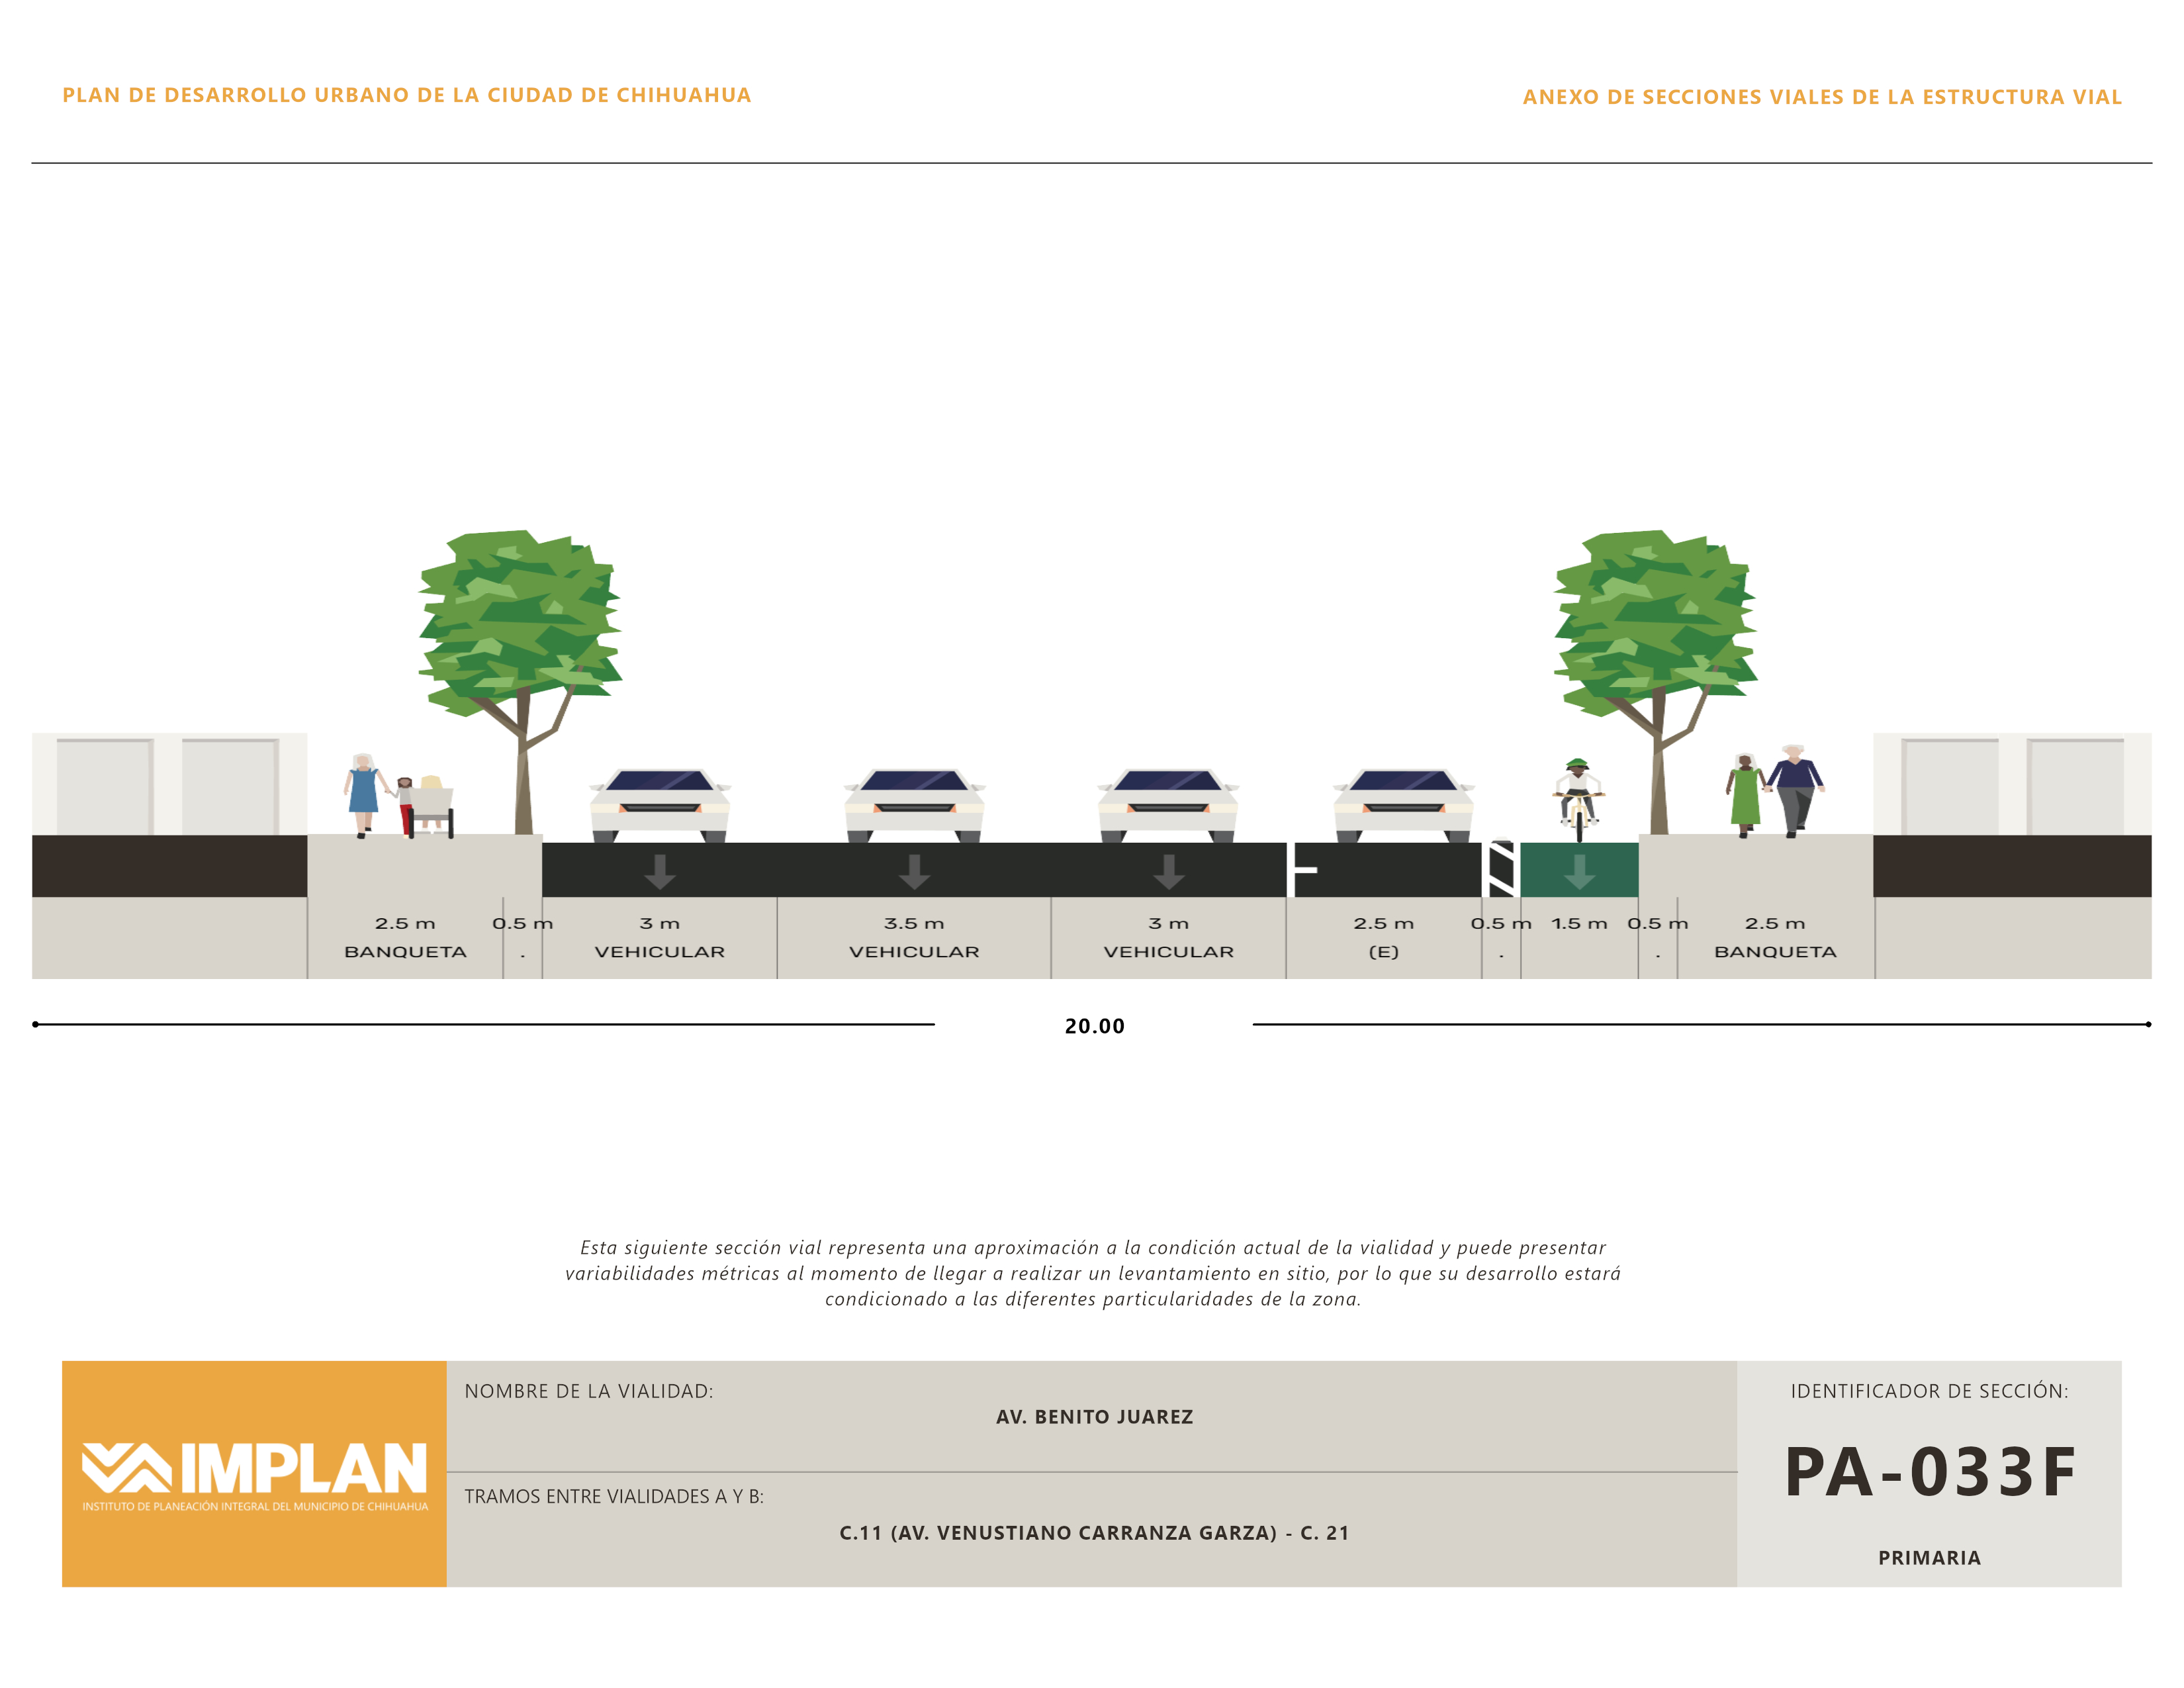 PLAN DE DESARROLLO URBANO DE LA CIUDAD DE CHIHUAHUA
ANEXO DE SECCIONES VIALES DE LA ESTRUCTURA VIAL
2.5 m 0.5 m 3 m 3.5 m 3 m 2.5 m 0.5 m 1.5 m 0.5 m 2.5 m
BANQUETA . VEHICULAR VEHICULAR VEHICULAR (E) . . BANQUETA
20.00
Esta siguiente sección vial representa una aproximación a la condición actual de la vialidad y puede presentar
variabilidades métricas al momento de llegar a realizar un levantamiento en sitio, por lo que su desarrollo estará
condicionado a las diferentes particularidades de la zona.
IMPLAN
INSTITUTO DE PLANEACIÓN INTEGRAL DEL MUNICIPIO DE CHIHUAHUA
NOMBRE DE LA VIALIDAD:
AV. BENITO JUAREZ
TRAMOS ENTRE VIALIDADES A Y B:
C.11 (AV. VENUSTIANO CARRANZA GARZA) - C. 21
IDENTIFICADOR DE SECCIÓN:
PA-033F
PRIMARIA